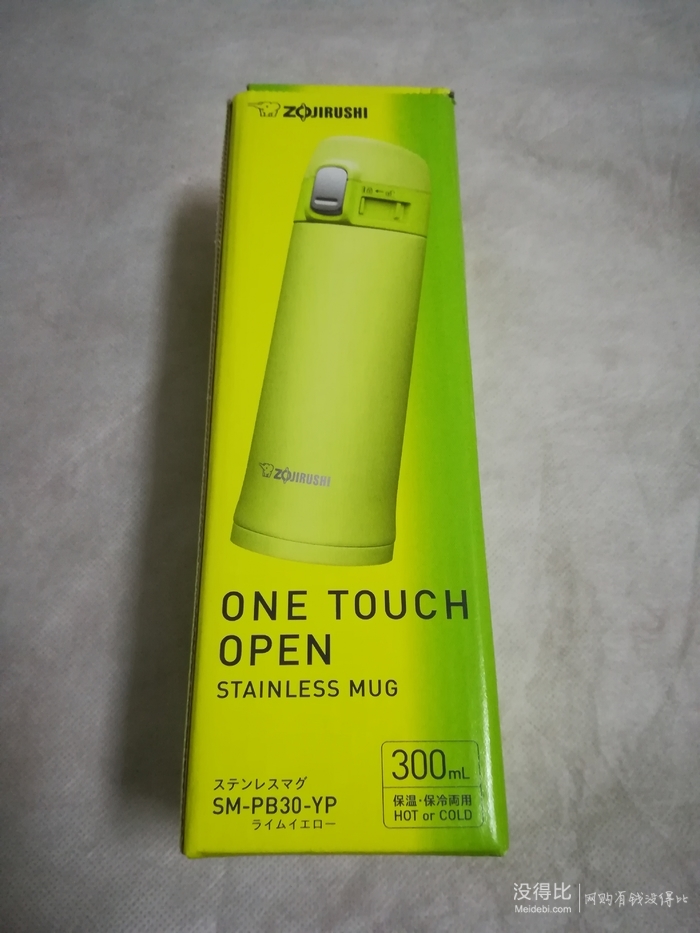 ZOJIRUSHI
ZOJIRUSHI
ONE TOUCH
OPEN
STAINLESS MUG
300mL
保温・保冷両用
HOT or COLD
ステンレスマグ
SM-PB30-YP
ライムイエロー
没得比
Meidebi.com
网购有钱没得比